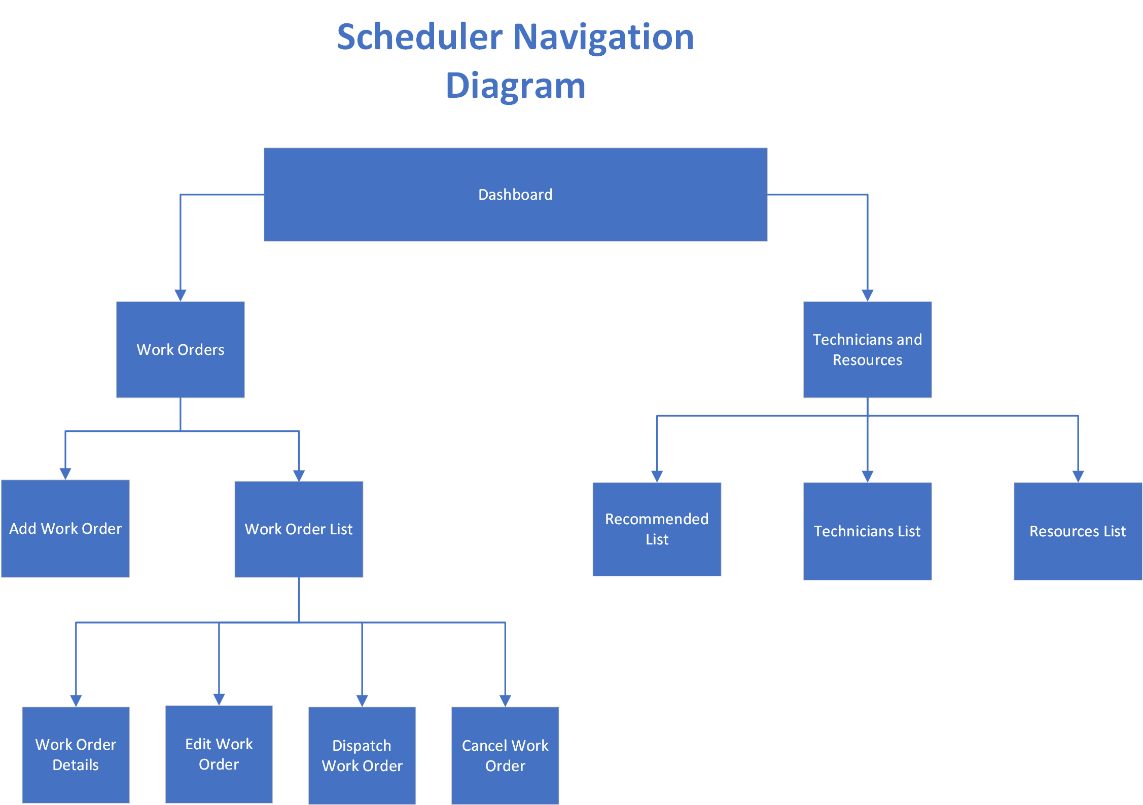 Scheduler Navigation
Diagram
Dashboard
Work Orders
Technicians and
Resources
Add Work Order
Work Order List
Recommended
List
Technicians List
Resources List
Work Order
Details
Edit Work
Order
Dispatch
Work Order
Cancel Work
Order